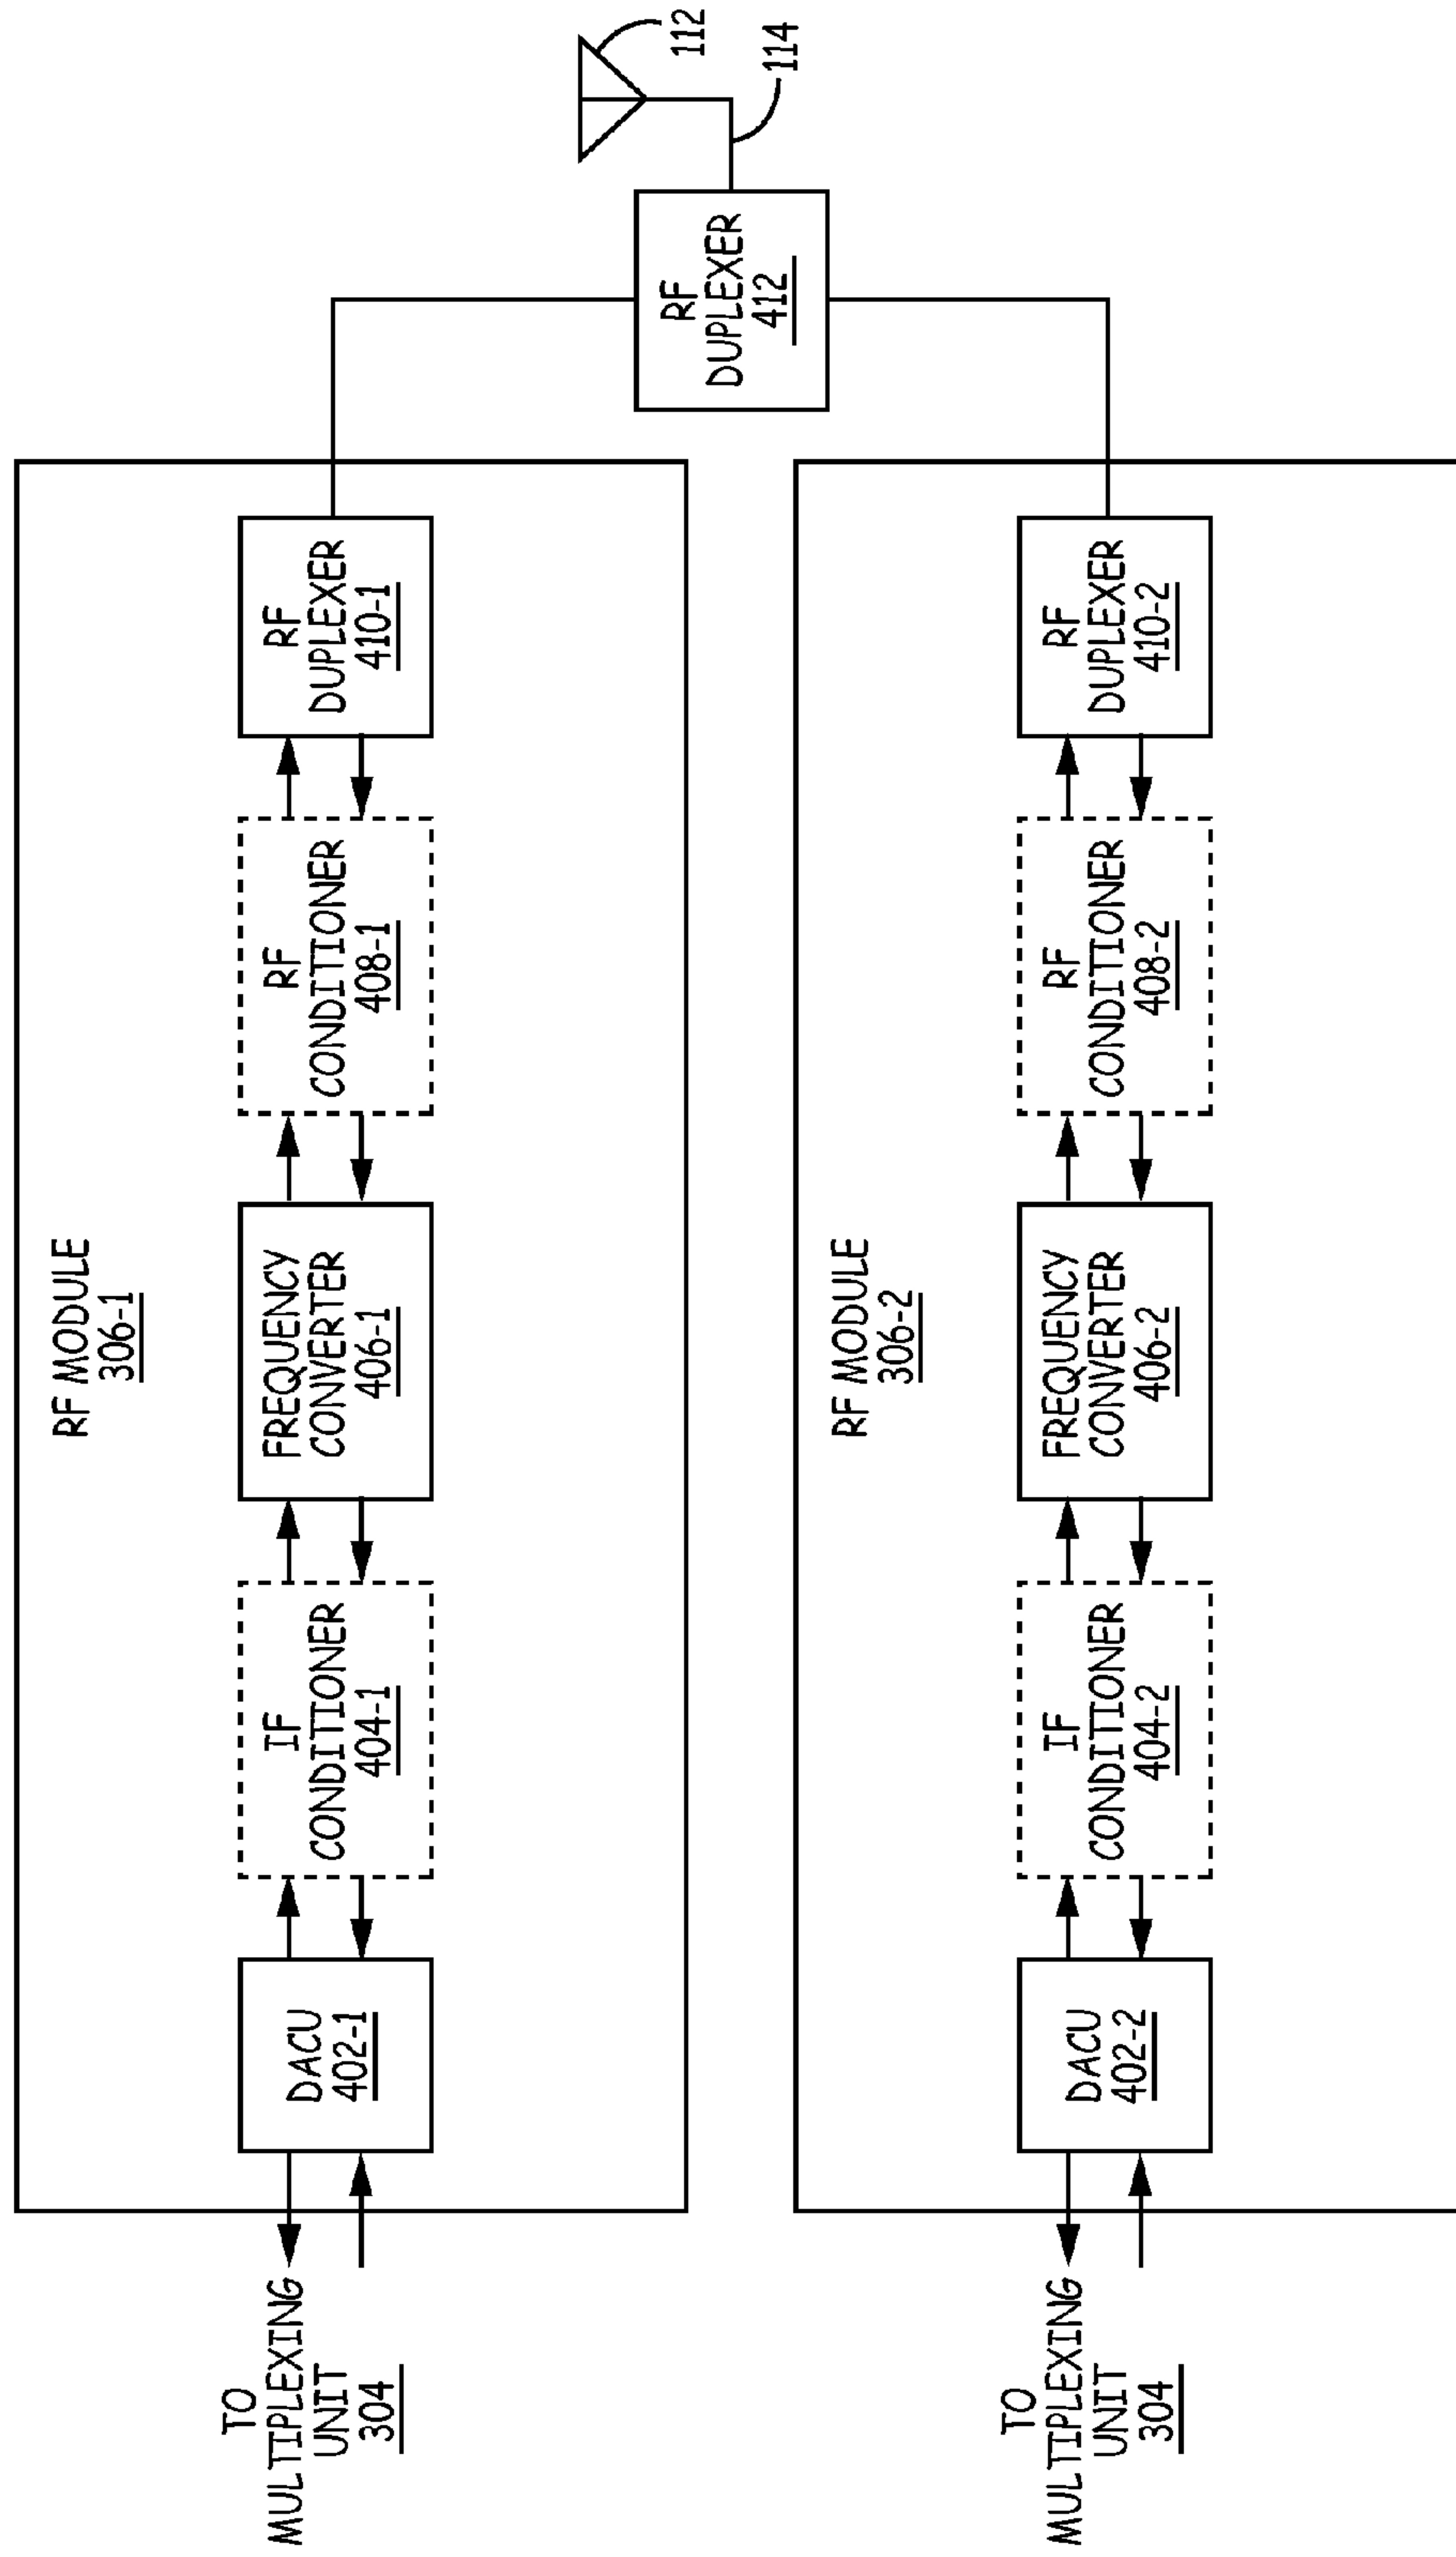 RF MODULE
306-1
TO
MULTIPLEXING
UNIT
304
DACU
402-1
IF
CONDITIONER
404-1
FREQUENCY
CONVERTER
406-1
RF
CONDITIONER
408-1
RF
DUPLEXER
410-1
RF
DUPLEXER
412
112
114
RF MODULE
306-2
TO
MULTIPLEXING
UNIT
304
DACU
402-2
IF
CONDITIONER
404-2
FREQUENCY
CONVERTER
406-2
RF
CONDITIONER
408-2
RF
DUPLEXER
410-2